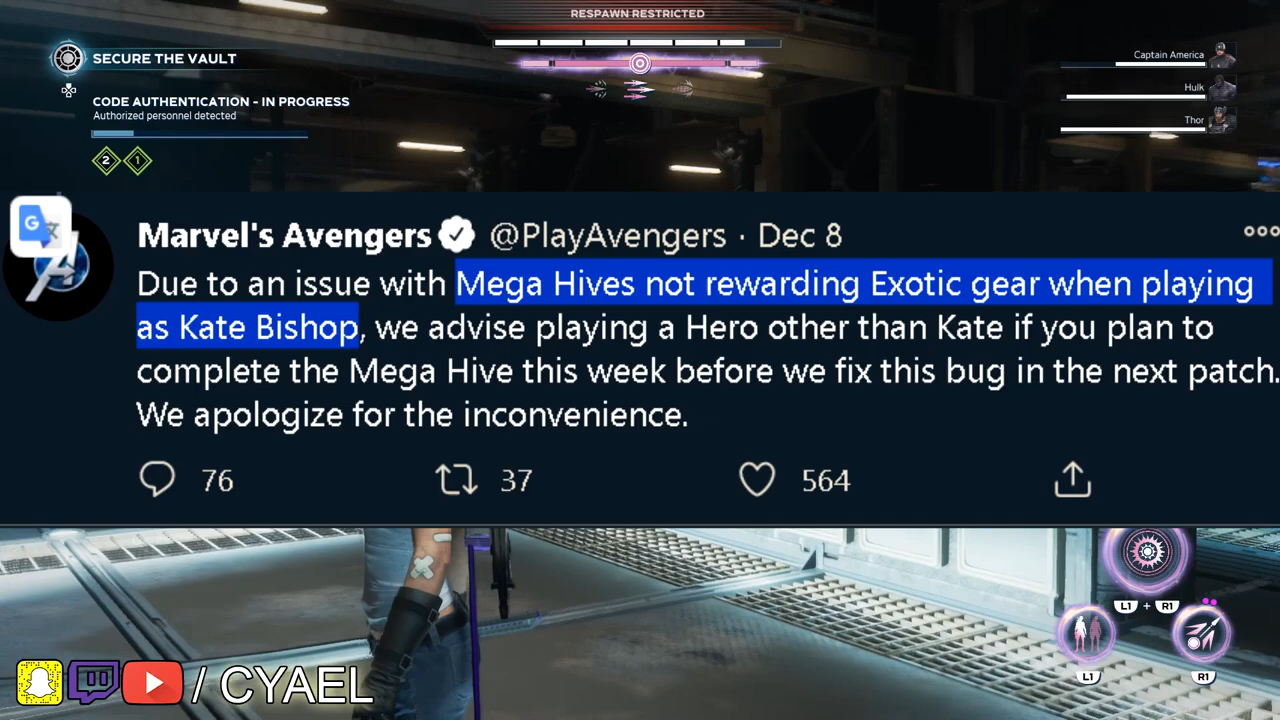 RESPAWN RESTRICTED
SECURE THE VAULT
Captain America
Hulk
CODE AUTHENTICATION - IN PROGRESS
Authorized personnel detected
Thor
2 1
Marvel's Avengers @PlayAvengers · Dec 8
Due to an issue with Mega Hives not rewarding Exotic gear when playing
as Kate Bishop, we advise playing a Hero other than Kate if you plan to
complete the Mega Hive this week before we fix this bug in the next patch.
We apologize for the inconvenience.
76 37 564
L1 + R1
L1 R1
/ CYAEL